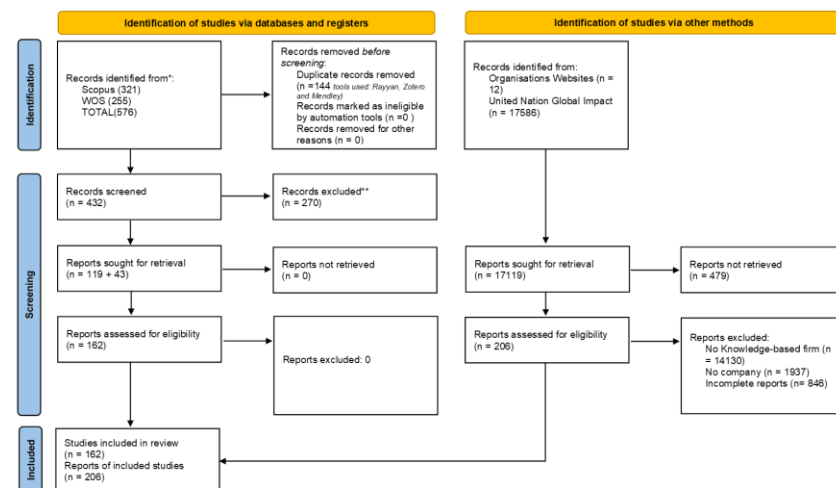 Identification of studies via databases and registers
Identification of studies via other methods
Identification
Records identified from*:
Scopus (321)
WOS (255)
TOTAL(576)
Records removed before
screening:
Duplicate records removed
(n =144 tools used: Rayyan, Zotero
and Mendley)
Records marked as ineligible
by automation tools (n =0 )
Records removed for other
reasons (n = 0)
Records identified from:
Organisations Websites (n =
12)
United Nation Global Impact
(n = 17586
Screening
Records screened
(n = 432)
Records excluded**
(n = 270)
Reports sought for retrieval
(n = 119 + 43)
Reports not retrieved
(n = 0)
Reports sought for retrieval
(n = 17119)
Reports not retrieved
(n = 479)
Reports assessed for eligibility
(n = 162)
Reports excluded: 0
Reports assessed for eligibility
(n = 206)
Reports excluded:
No Knowledge-based firm (n
= 14130)
No company (n = 1937)
Incomplete reports (n= 846)
Included
Studies included in review
(n = 162)
Reports of included studies
(n = 206)